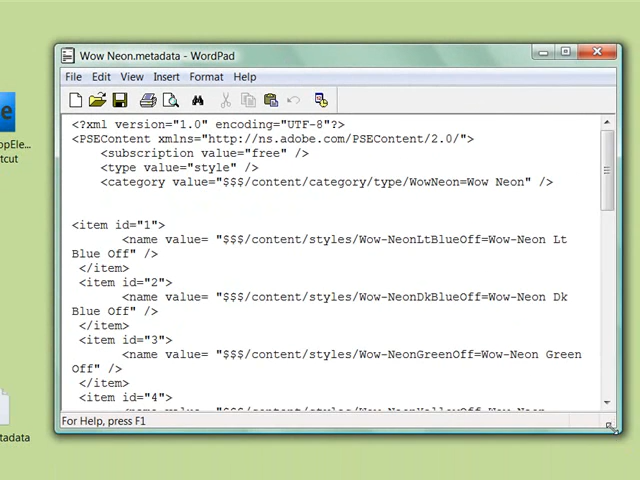 Wow Neon.metadata - WordPad
File Edit View Insert Format Help
<?xml version="1.0" encoding="UTF-8"?>
<PSEContent xmlns="http://ns.adobe.com/PSEContent/2.0/">
<subscription value="free" />
<type value="style" />
<category value="$$$/content/category/type/WowNeon=Wow Neon" />
<item id="1">
<name value= "$$$/content/styles/Wow-NeonLtBlueOff=Wow-Neon Lt
Blue Off" />
</item>
<item id="2">
<name value= "$$$/content/styles/Wow-NeonDkBlueOff=Wow-Neon Dk
Blue Off" />
</item>
<item id="3">
<name value= "$$$/content/styles/Wow-NeonGreenOff=Wow-Neon Green
Off" />
</item>
<item id="4">
For Help, press F1